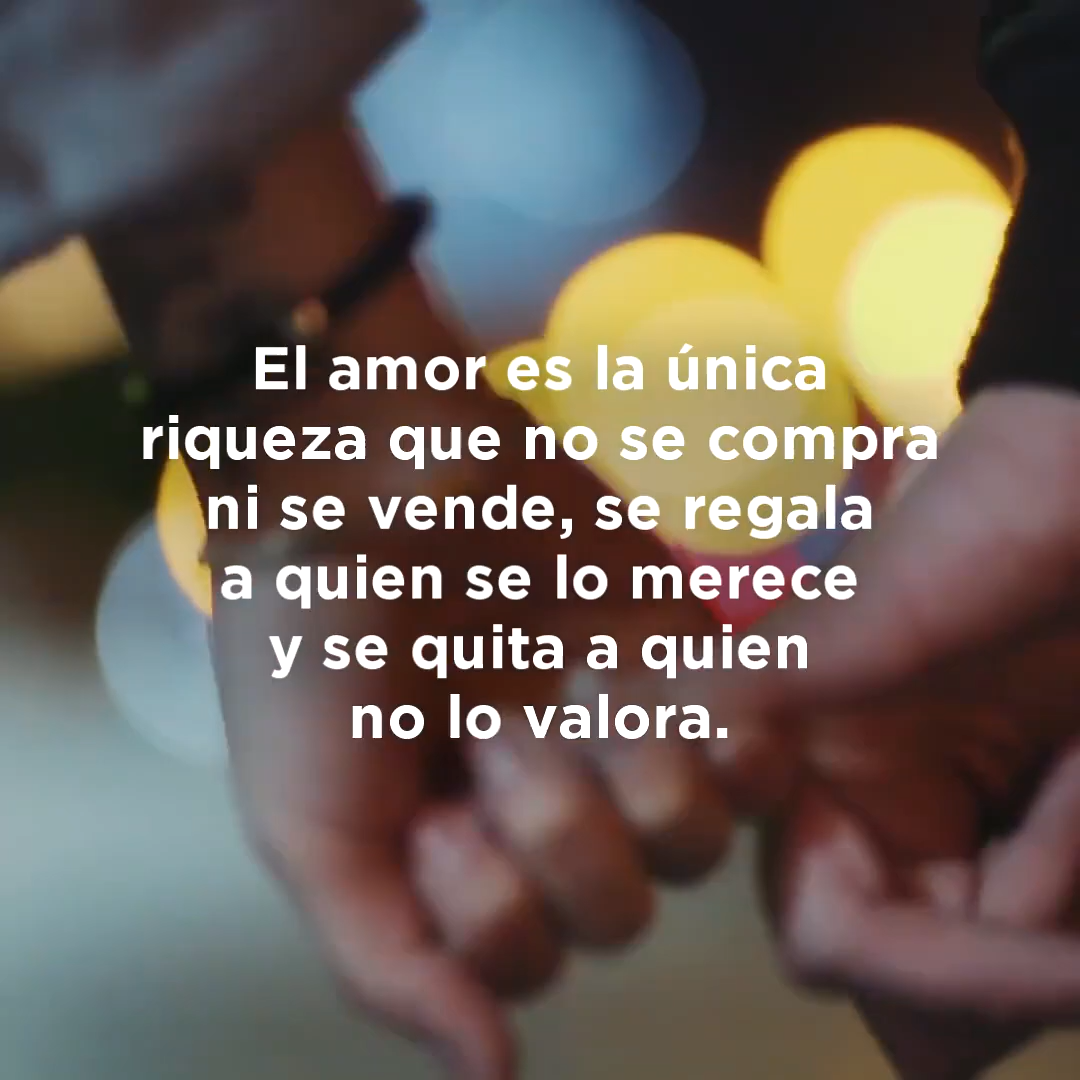 El amor es la única
riqueza que no se compra
ni se vende, se regala
a quien se lo merece
y se quita a quien
no lo valora.